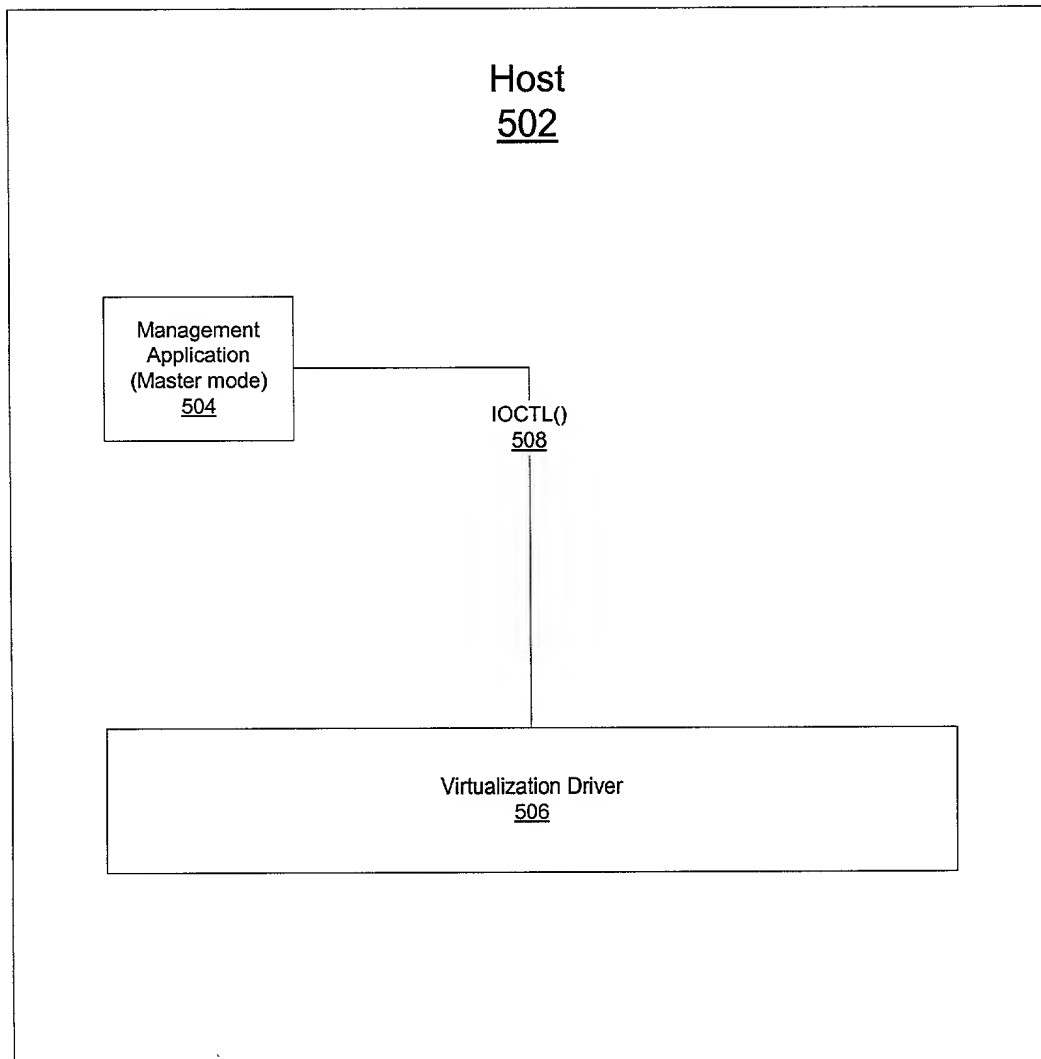 Host
502
Management
Application
(Master mode)
504
IOCTL()
508
Virtualization Driver
506